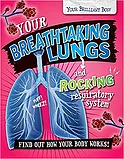 YOUR BRILLIANT BODY
YOUR
BREATHTAKING
LUNGS
and
ROCKING
respiratory
system
FIND OUT HOW YOUR BODY WORKS!